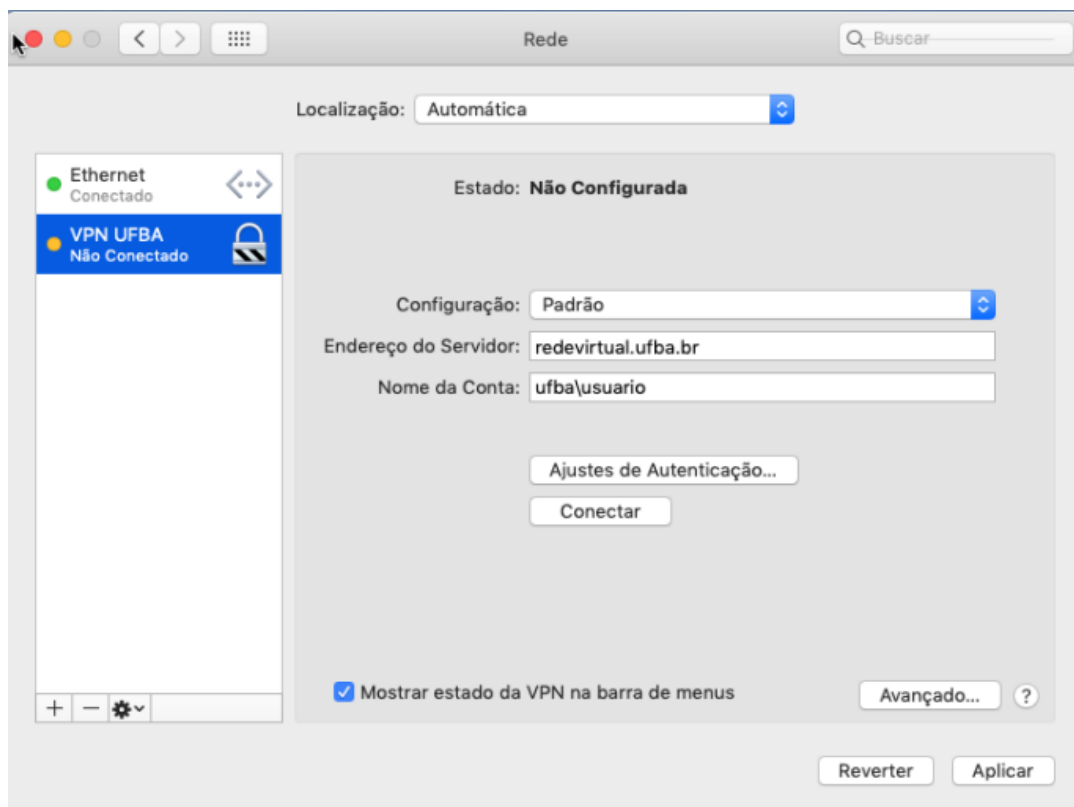 Rede
Buscar
Localização: Automática
Ethernet
Conectado
VPN UFBA
Não Conectado
Estado: Não Configurada
Configuração: Padrão
Endereço do Servidor: redevirtual.ufba.br
Nome da Conta: ufba\usuario
Ajustes de Autenticação...
Conectar
Mostrar estado da VPN na barra de menus
Avançado... ?
Reverter Aplicar